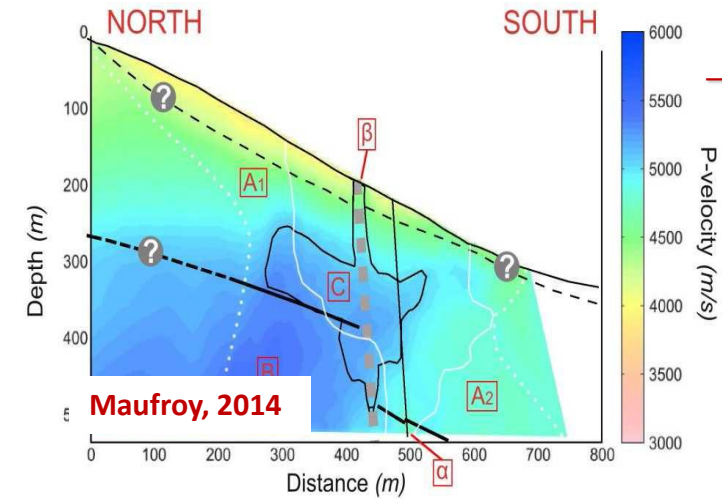 NORTH
SOUTH
0
100
200
300
400
5
Depth (m)
?
?
?
A1
β
C
B
A2
α
Maufroy, 2014
0
100
200
300
400
500
600
700
800
Distance (m)
6000
5500
5000
4500
4000
3500
3000
P-velocity (m/s)